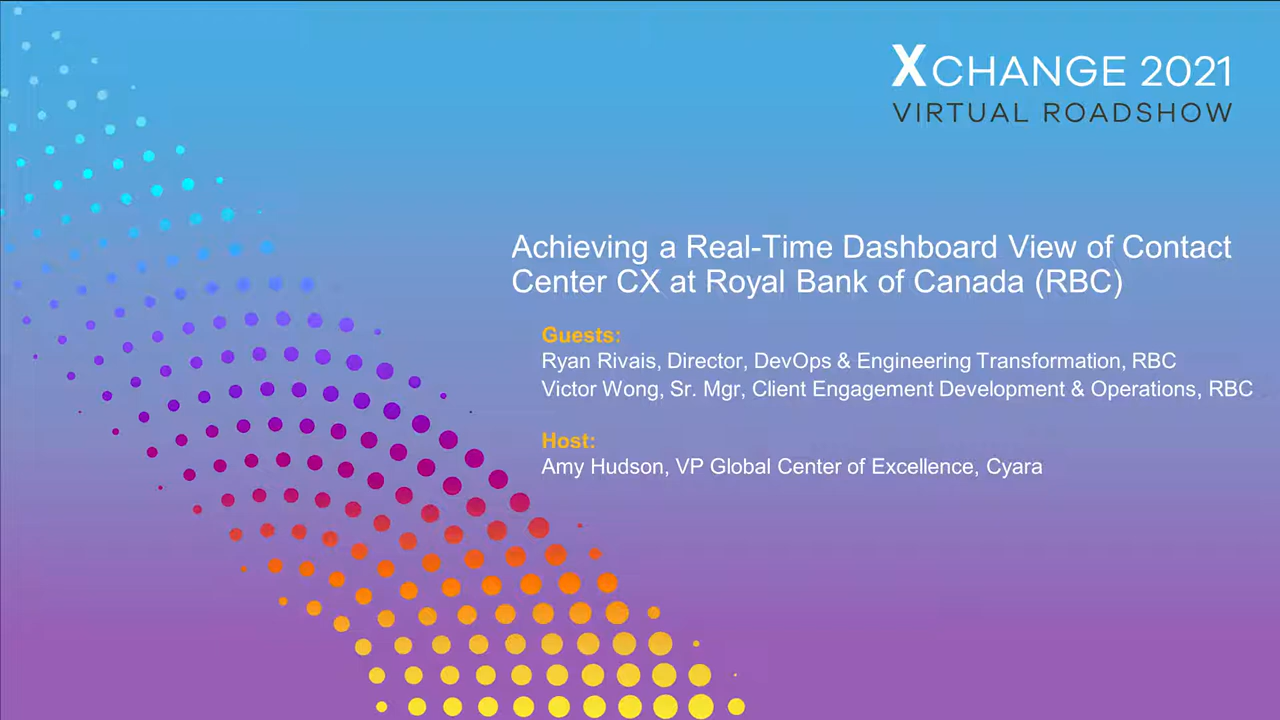 XCHANGE 2021
VIRTUAL ROADSHOW
Achieving a Real-Time Dashboard View of Contact
Center CX at Royal Bank of Canada (RBC)
Guests:
Ryan Rivais, Director, DevOps & Engineering Transformation, RBC
Victor Wong, Sr. Mgr, Client Engagement Development & Operations, RBC
Host:
Amy Hudson, VP Global Center of Excellence, Cyara